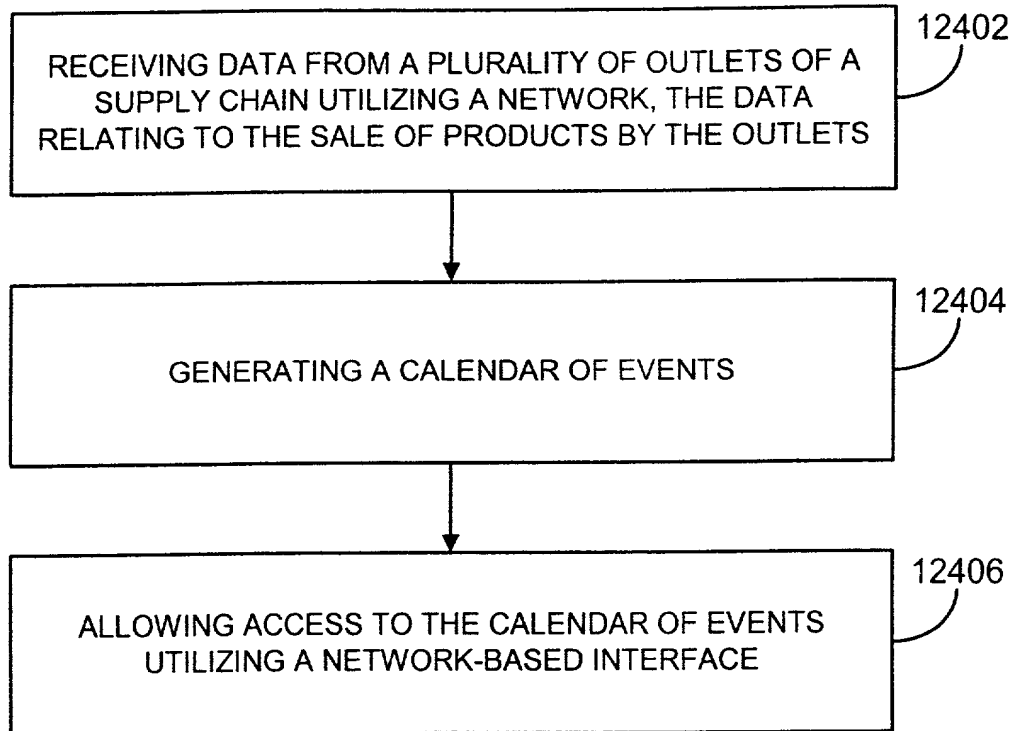 12402
RECEIVING DATA FROM A PLURALITY OF OUTLETS OF A
SUPPLY CHAIN UTILIZING A NETWORK, THE DATA
RELATING TO THE SALE OF PRODUCTS BY THE OUTLETS
12404
GENERATING A CALENDAR OF EVENTS
12406
ALLOWING ACCESS TO THE CALENDAR OF EVENTS
UTILIZING A NETWORK-BASED INTERFACE